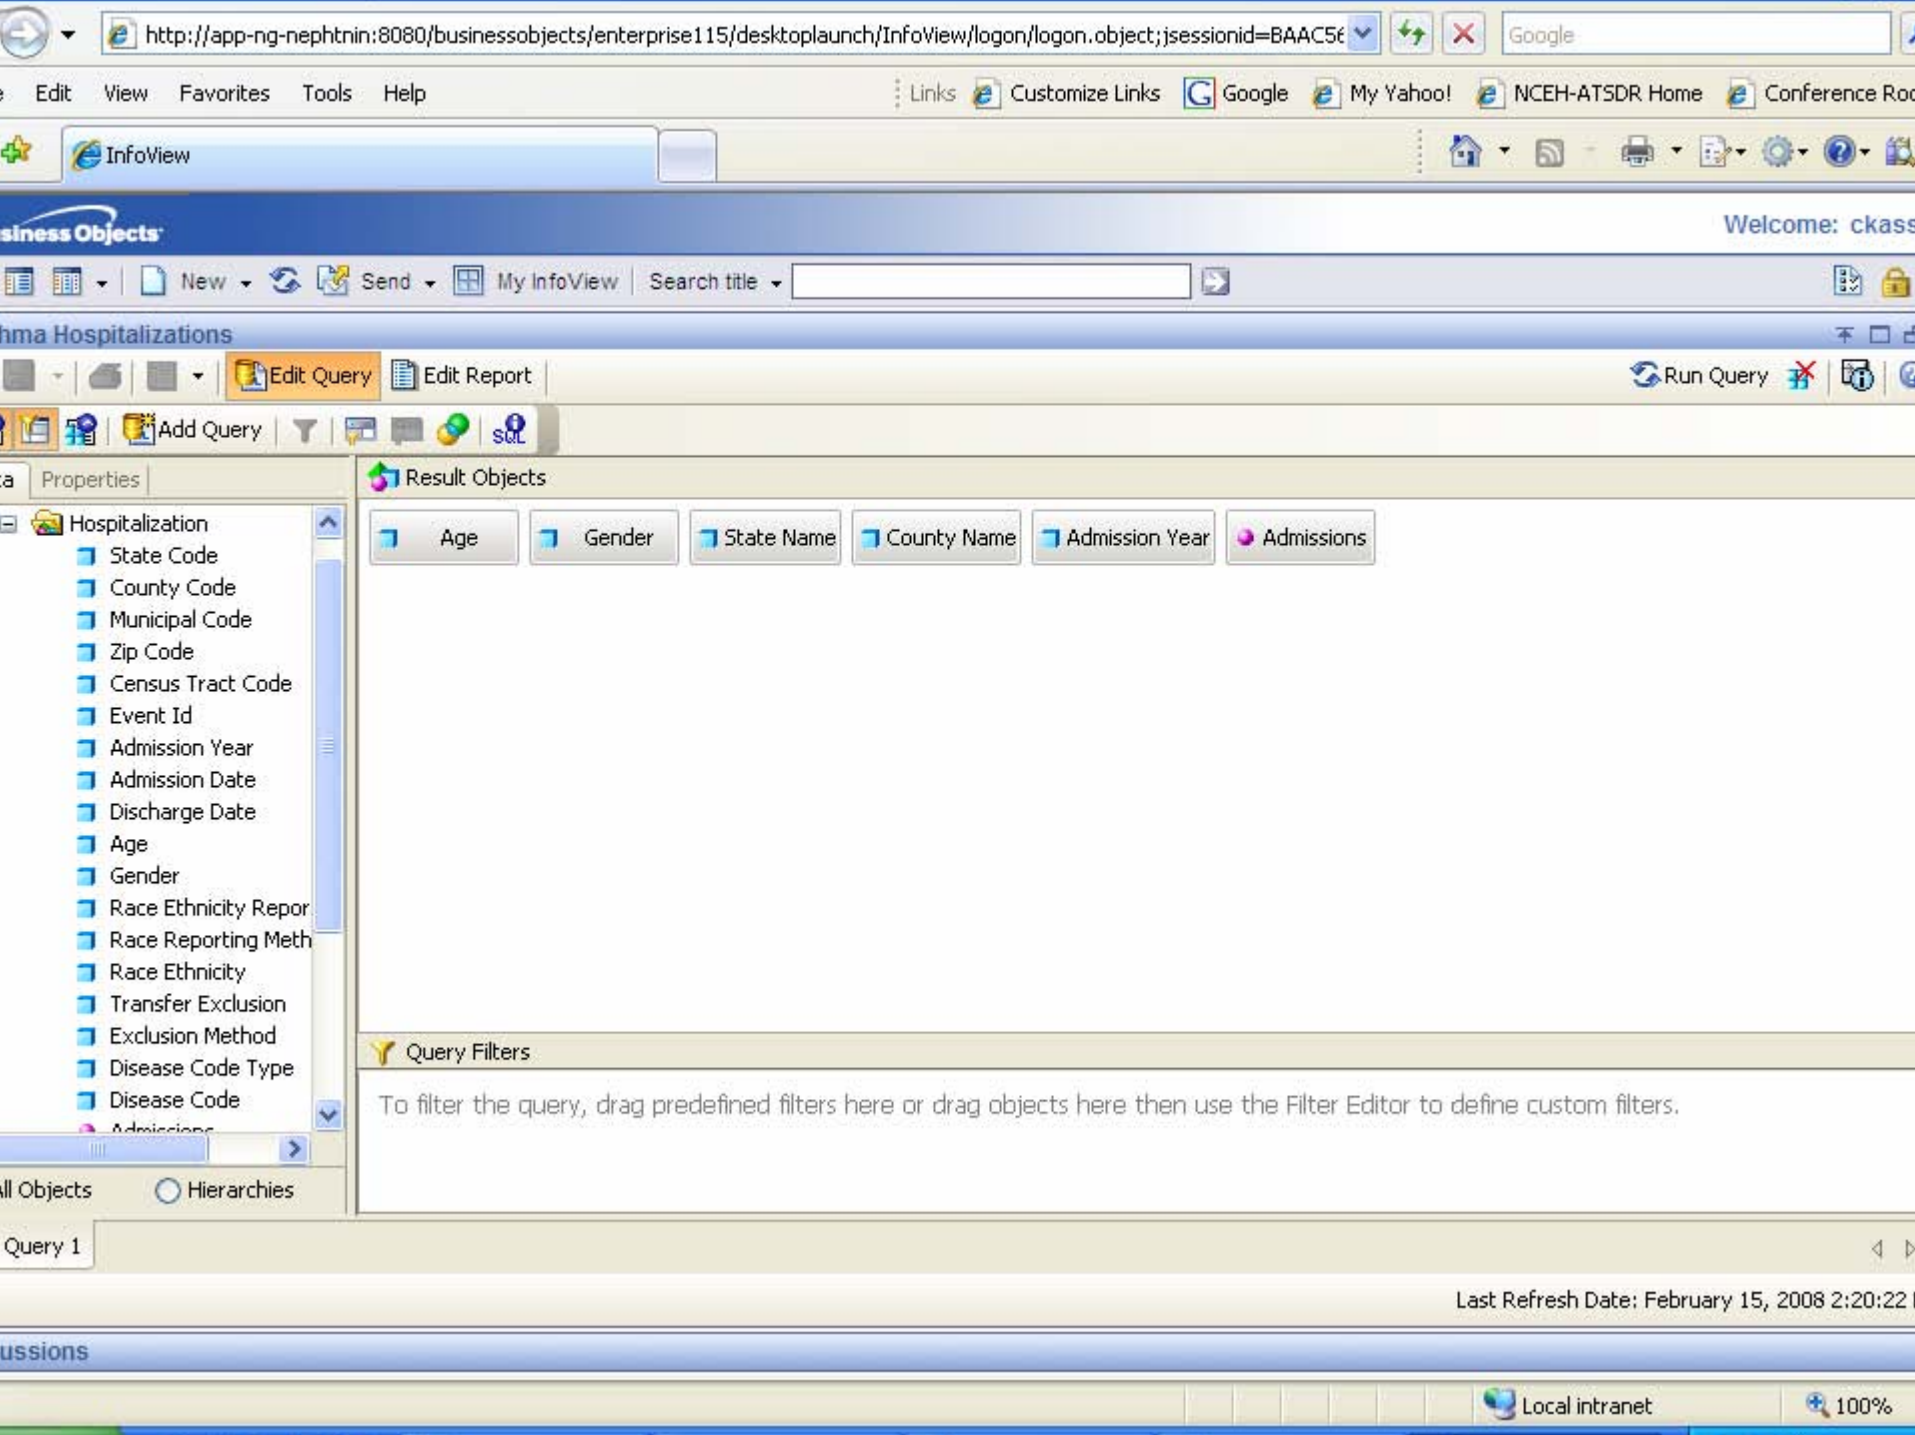 http://app-ng-nephtnin:8080/businessobjects/enterprise115/desktoplaunch/InfoView/logon/logon.object;jsessionid=BAAC56 Google
e Edit View Favorites Tools Help Links Customize Links Google My Yahoo! NCEH-ATSDR Home Conference Roo
InfoView
siness Objects Welcome: ckass
New Send My InfoView Search title
hma Hospitalizations
Edit Query Edit Report Run Query
Add Query SQL
ta Properties Result Objects
Hospitalization
Age Gender State Name County Name Admission Year Admissions
State Code
County Code
Municipal Code
Zip Code
Census Tract Code
Event Id
Admission Year
Admission Date
Discharge Date
Age
Gender
Race Ethnicity Repor
Race Reporting Meth
Race Ethnicity
Transfer Exclusion
Exclusion Method
Disease Code Type
Disease Code
Admissions
Query Filters
To filter the query, drag predefined filters here or drag objects here then use the Filter Editor to define custom filters.
All Objects Hierarchies
Query 1
Last Refresh Date: February 15, 2008 2:20:22
ussions
Local intranet 100%